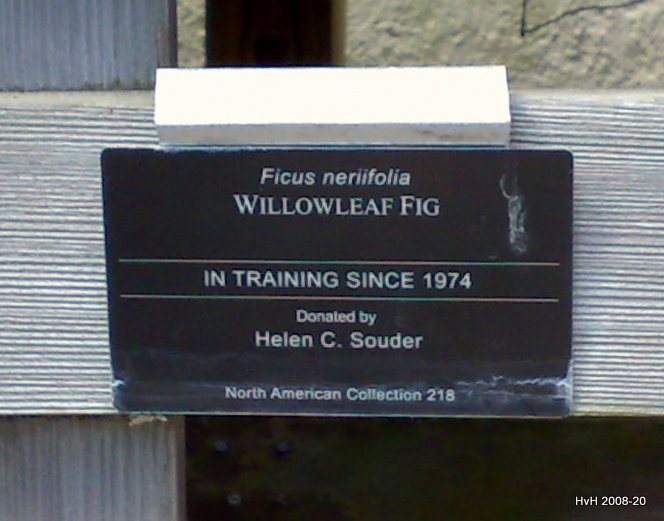 Ficus neriifolia
WILLOWLEAF FIG
IN TRAINING SINCE 1974
Donated by
Helen C. Souder
North American Collection 218
HvH 2008-20